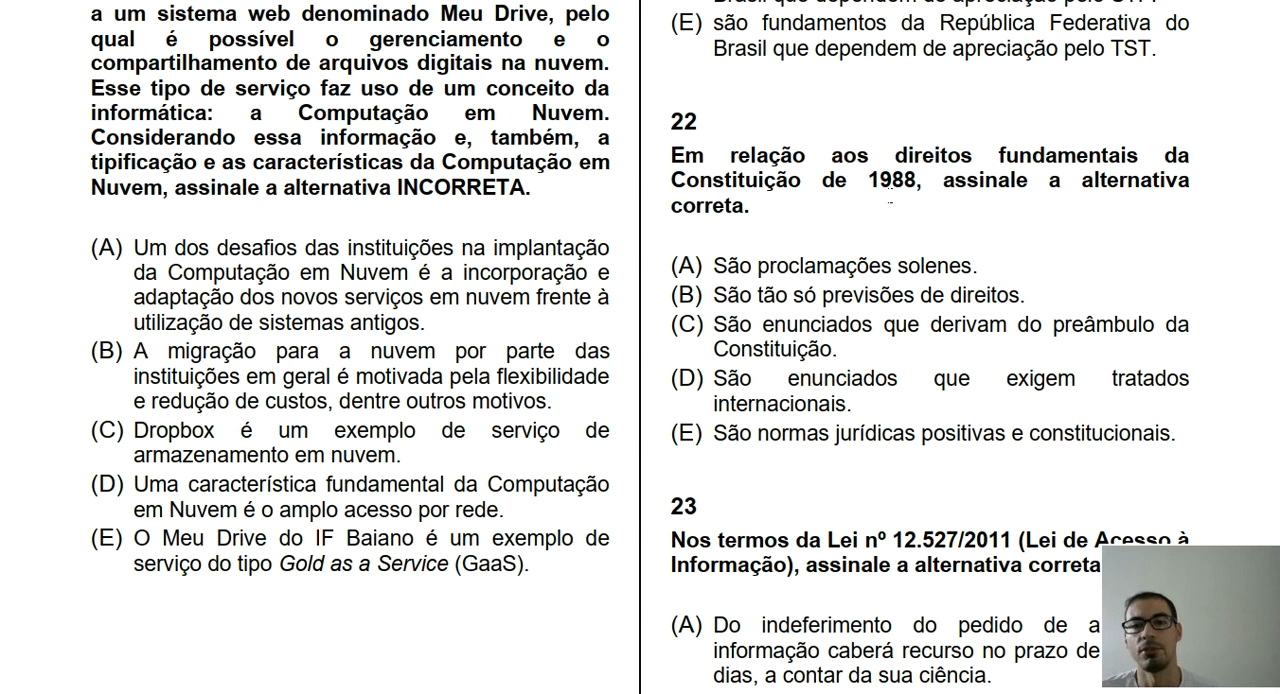 a um sistema web denominado Meu Drive, pelo
qual é possível o gerenciamento e o
compartilhamento de arquivos digitais na nuvem.
Esse tipo de serviço faz uso de um conceito da
informática: a Computação em Nuvem.
Considerando essa informação e, também, a
tipificação e as características da Computação em
Nuvem, assinale a alternativa INCORRETA.
(A) Um dos desafios das instituições na implantação
da Computação em Nuvem é a incorporação e
adaptação dos novos serviços em nuvem frente à
utilização de sistemas antigos.
(B) A migração para a nuvem por parte das
instituições em geral é motivada pela flexibilidade
e redução de custos, dentre outros motivos.
(C) Dropbox é um exemplo de serviço de
armazenamento em nuvem.
(D) Uma característica fundamental da Computação
em Nuvem é o amplo acesso por rede.
(E) O Meu Drive do IF Baiano é um exemplo de
serviço do tipo Gold as a Service (GaaS).
(E) são fundamentos da República Federativa do
Brasil que dependem de apreciação pelo TST.
22
Em relação aos direitos fundamentais da
Constituição de 1988, assinale a alternativa
correta.
(A) São proclamações solenes.
(B) São tão só previsões de direitos.
(C) São enunciados que derivam do preâmbulo da
Constituição.
(D) São enunciados que exigem tratados
internacionais.
(E) São normas jurídicas positivas e constitucionais.
23
Nos termos da Lei nº 12.527/2011 (Lei de Acesso à
Informação), assinale a alternativa correta
(A) Do indeferimento do pedido de a
informação caberá recurso no prazo de
dias, a contar da sua ciência.